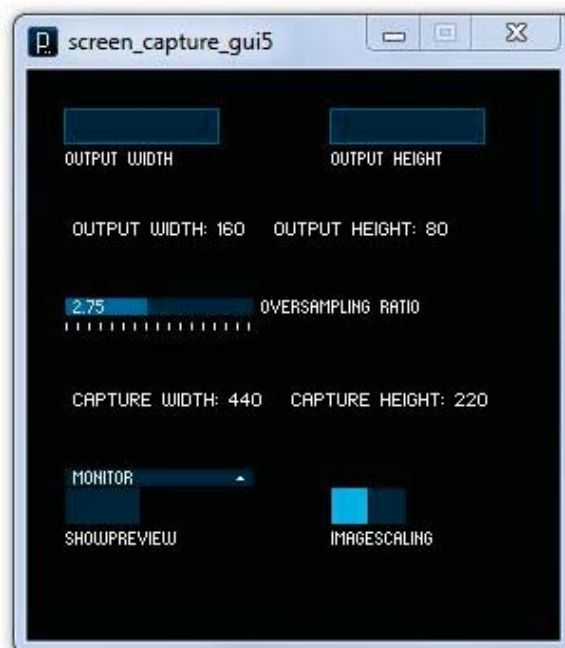 screen_capture_gui5
OUTPUT WIDTH OUTPUT HEIGHT
OUTPUT WIDTH: 160 OUTPUT HEIGHT: 80
2.75 OVERSAMPLING RATIO
CAPTURE WIDTH: 440 CAPTURE HEIGHT: 220
MONITOR
SHOWPREVIEW IMAGESCALING